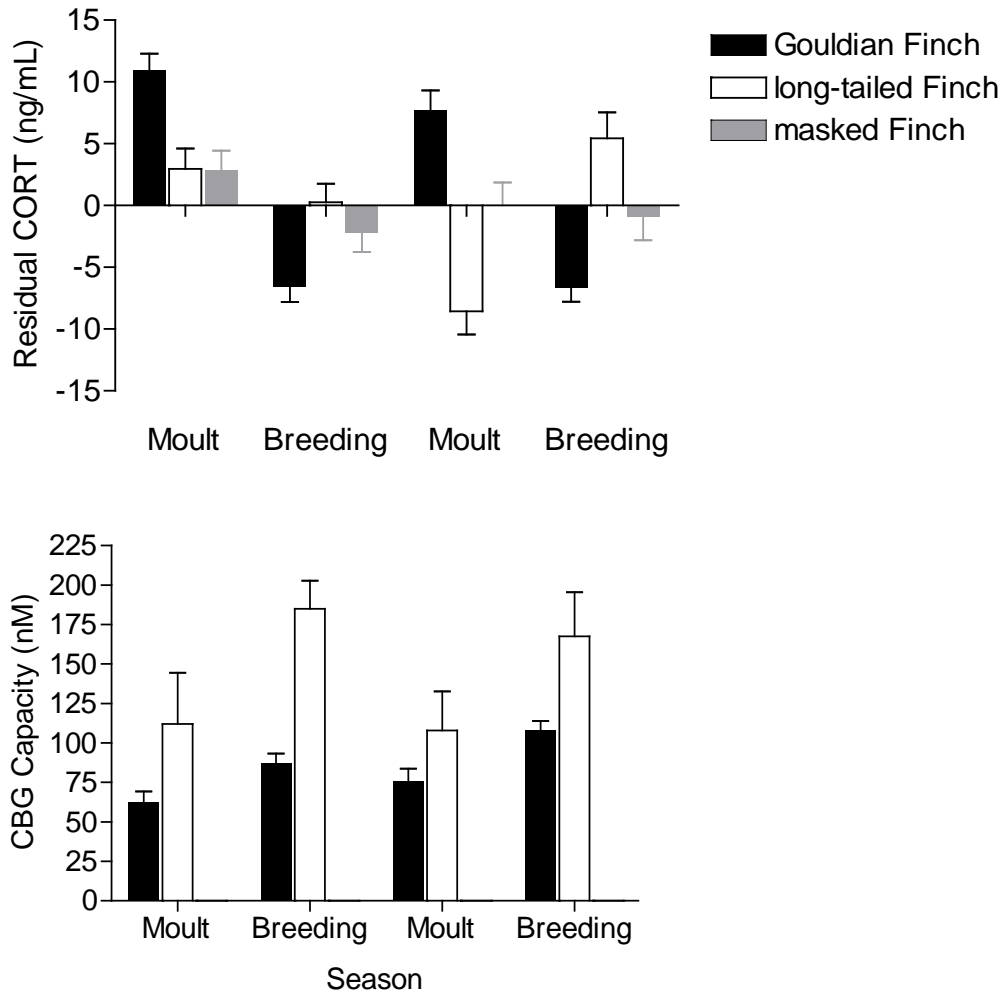 Residual CORT (ng/mL)
15
10
5
0
-5
-10
-15
Moult Breeding Moult Breeding
Gouldian Finch
long-tailed Finch
masked Finch
CBG Capacity (nM)
225
200
175
150
125
100
75
50
25
0
Moult Breeding Moult Breeding
Season